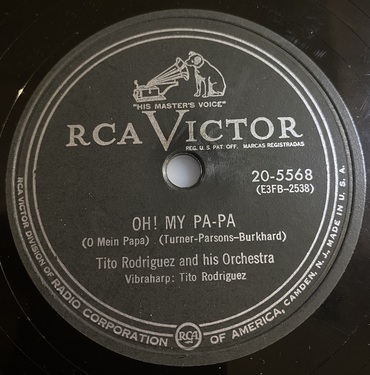 "HIS MASTER'S VOICE"
RCA VICTOR
REG. U. S. PAT. OFF. MARCAS REGISTRADAS
20-5568
(E3FB-2538)
OH! MY PA-PA
(O Mein Papa) (Turner-Parsons-Burkhard)
Tito Rodriguez and his Orchestra
Vibraharp: Tito Rodriguez
RCA VICTOR DIVISION OF RADIO CORPORATION OF AMERICA, CAMDEN, N. J. MADE IN U. S. A.
RCA